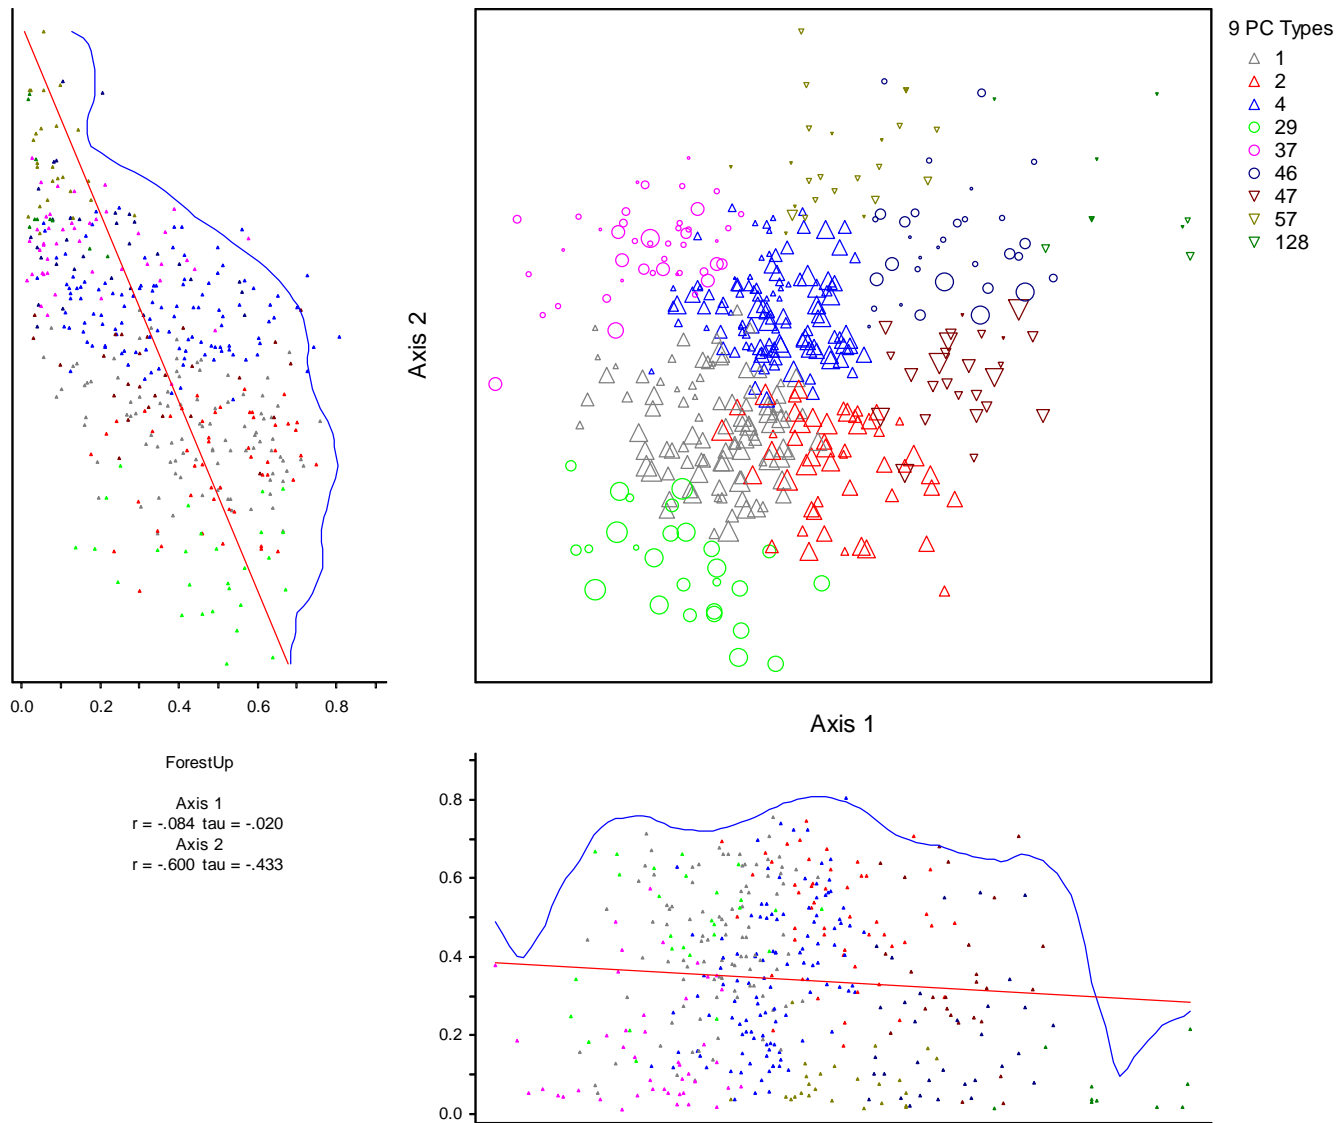 9 PC Types
1
2
4
29
37
46
47
57
128
Axis 2
0.0 0.2 0.4 0.6 0.8
Axis 1
ForestUp
Axis 1
r = -.084 tau = -.020
Axis 2
r = -.600 tau = -.433
0.8
0.6
0.4
0.2
0.0